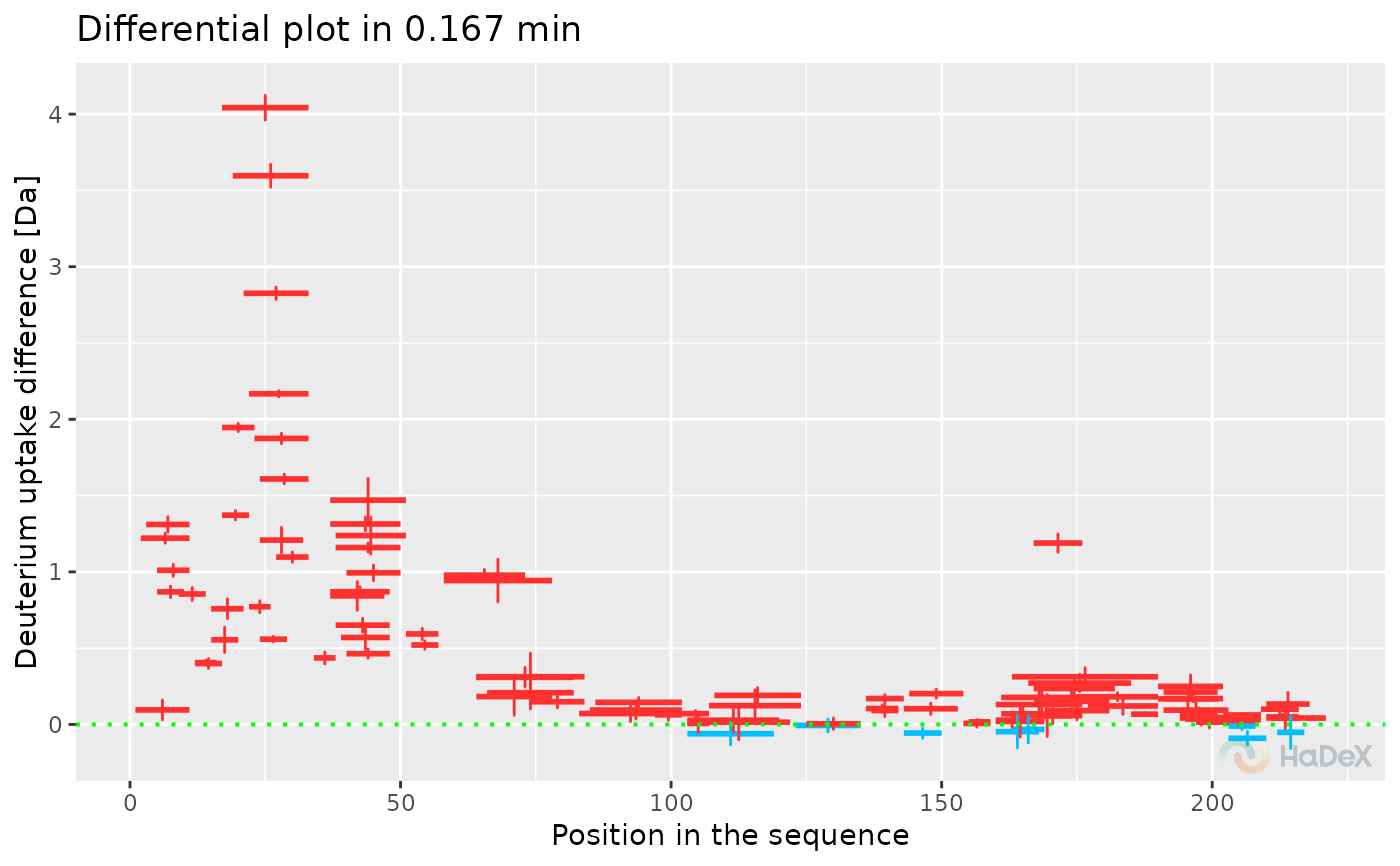 Differential plot in 0.167 min
Deuterium uptake difference [Da]
4
3
2
1
0
0 50 100 150 200
Position in the sequence
HaDeX